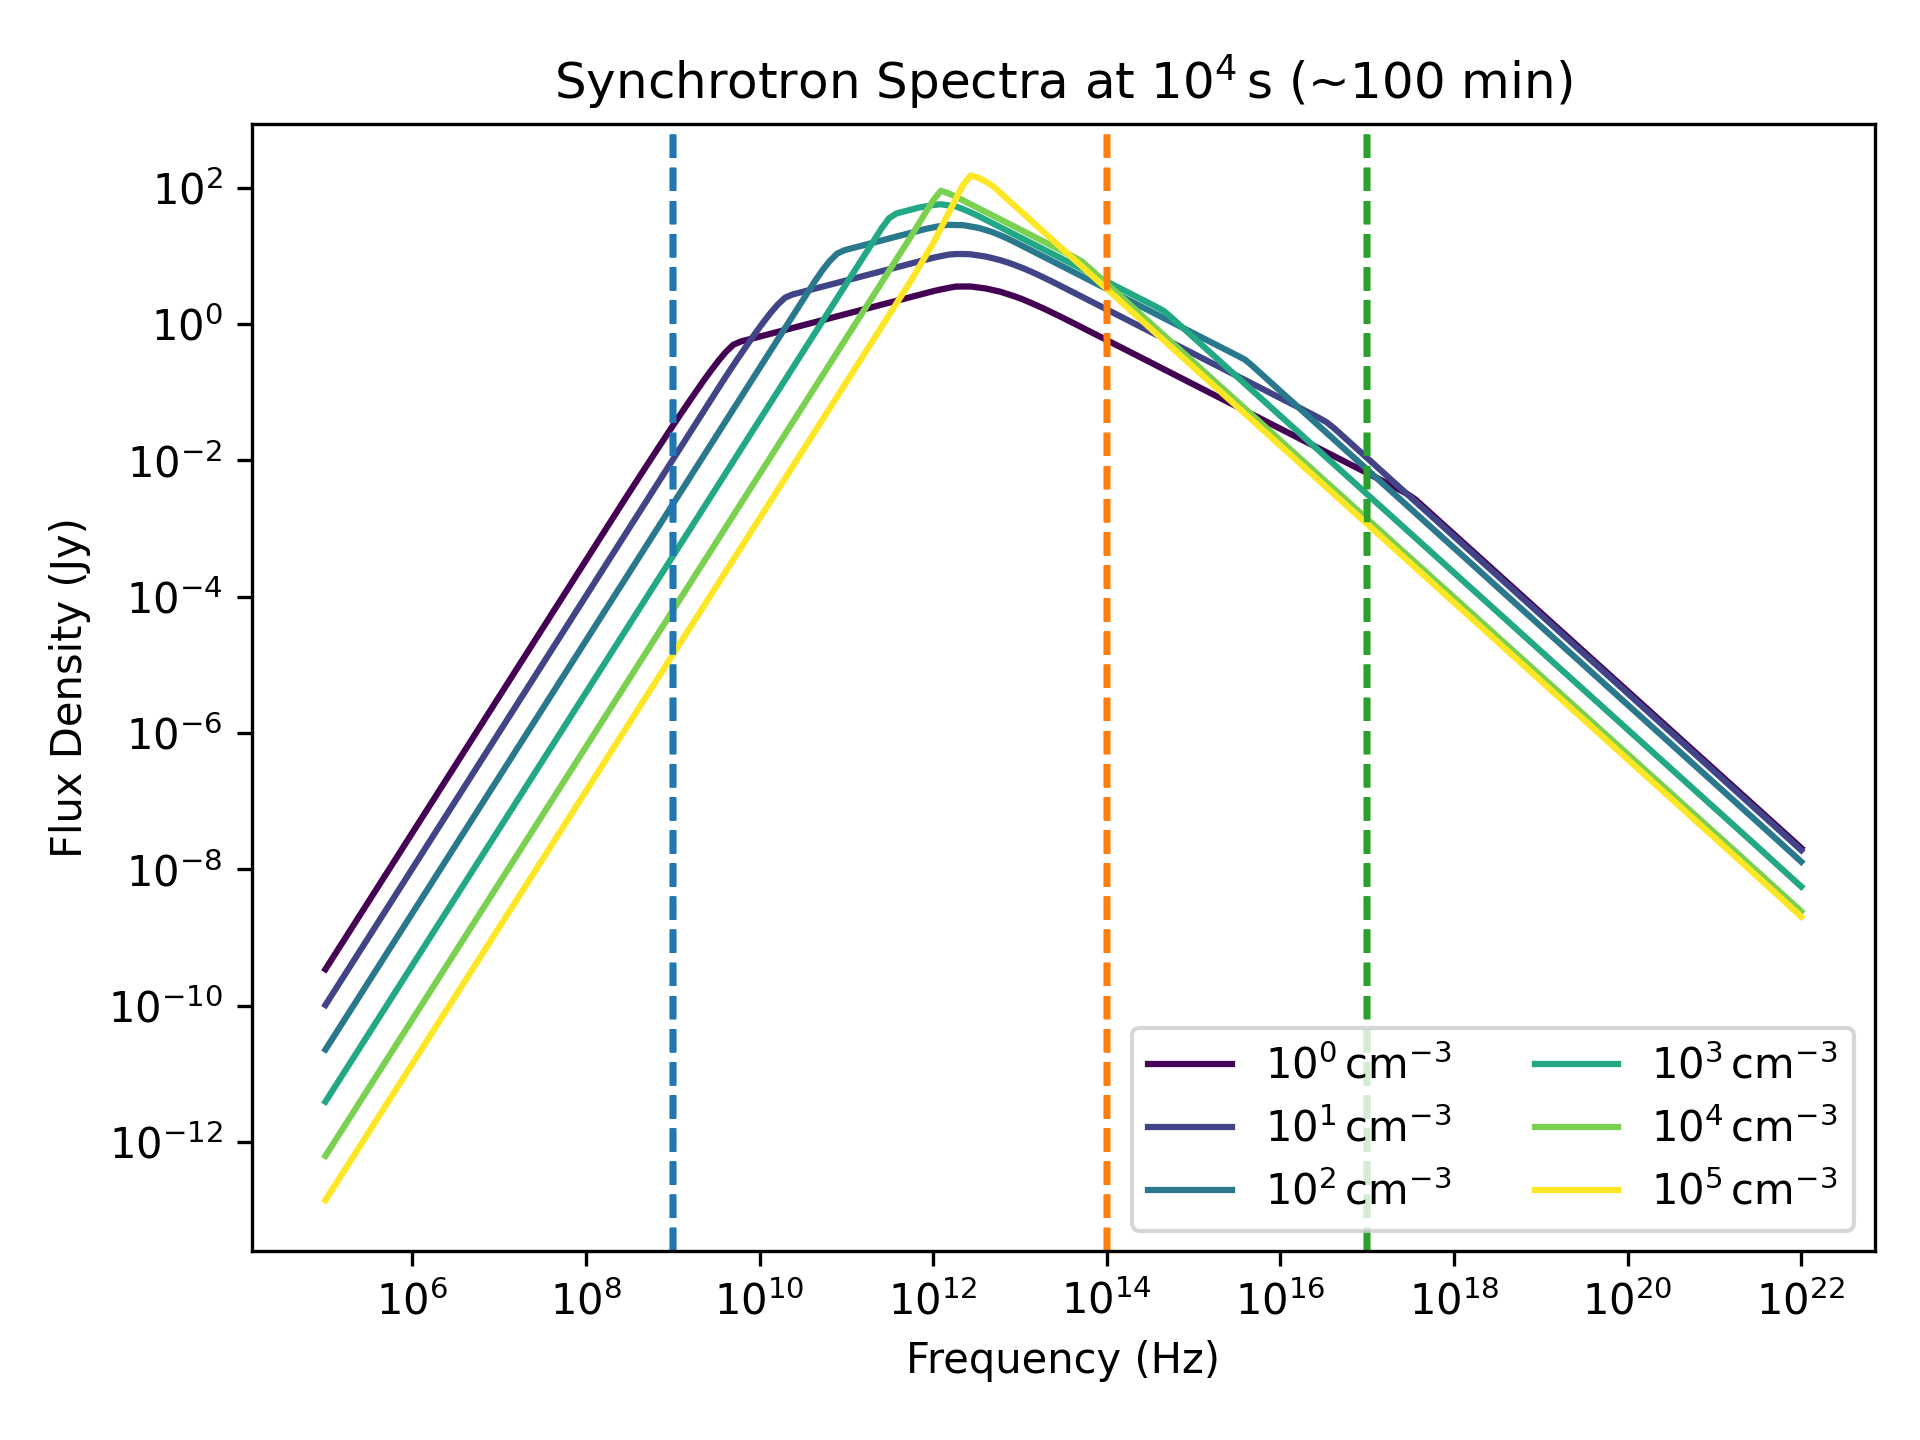 Synchrotron Spectra at 10⁴ s (~100 min)
Flux Density (Jy)
10²
10⁰
10⁻²
10⁻⁴
10⁻⁶
10⁻⁸
10⁻¹⁰
10⁻¹²
10⁰ cm⁻³ 10³ cm⁻³
10¹ cm⁻³ 10⁴ cm⁻³
10² cm⁻³ 10⁵ cm⁻³
10⁶ 10⁸ 10¹⁰ 10¹² 10¹⁴ 10¹⁶ 10¹⁸ 10²⁰ 10²²
Frequency (Hz)